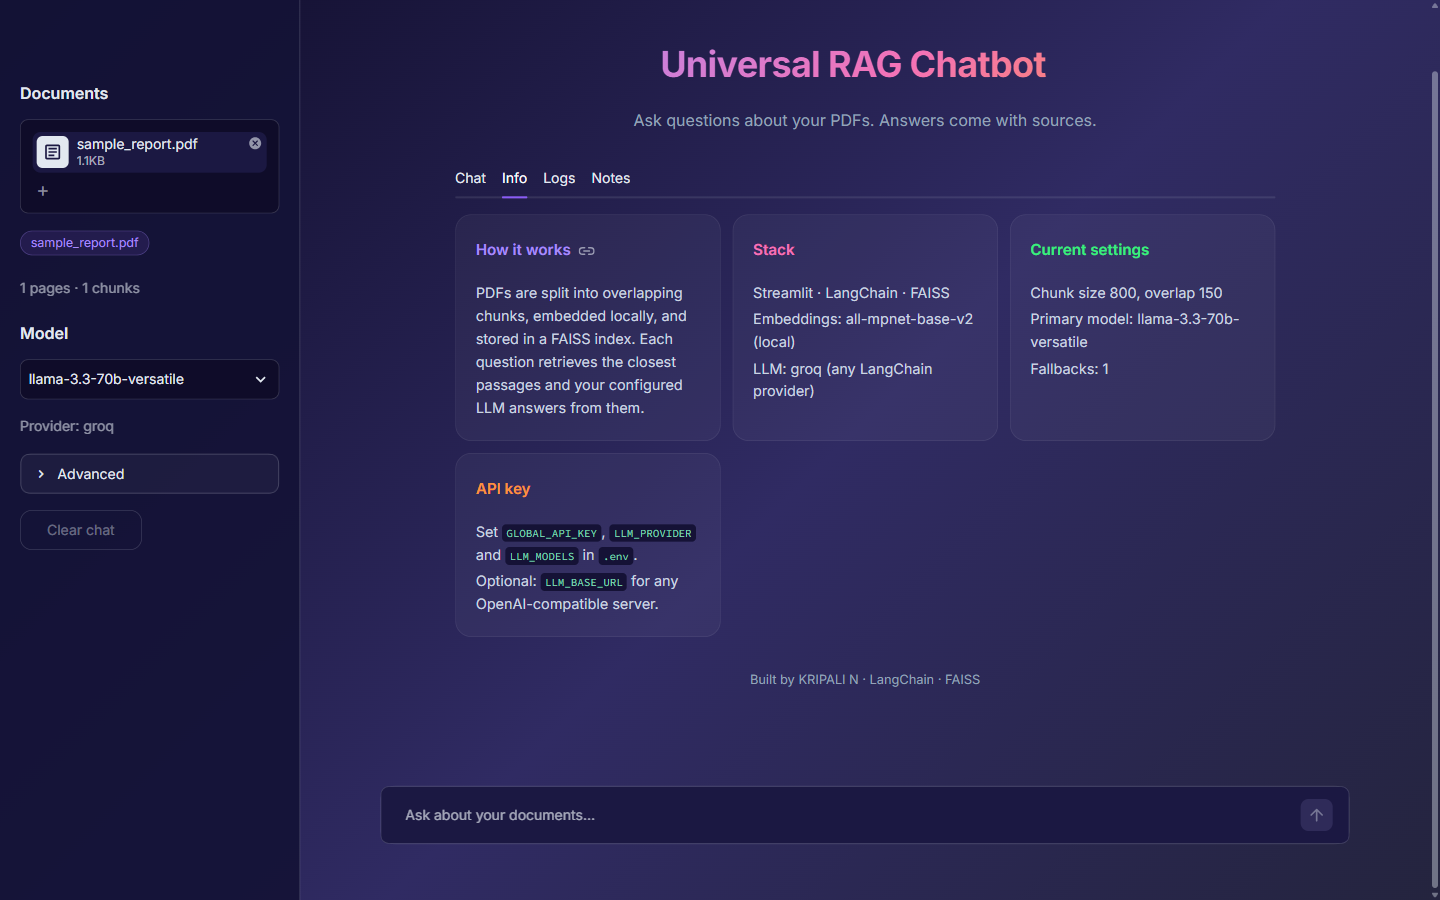 Documents
sample_report.pdf
1.1KB
sample_report.pdf
1 pages · 1 chunks
Model
llama-3.3-70b-versatile
Provider: groq
Advanced
Clear chat
Universal RAG Chatbot
Ask questions about your PDFs. Answers come with sources.
Chat Info Logs Notes
How it works
PDFs are split into overlapping
chunks, embedded locally, and
stored in a FAISS index. Each
question retrieves the closest
passages and your configured
LLM answers from them.
Stack
Streamlit · LangChain · FAISS
Embeddings: all-mpnet-base-v2
(local)
LLM: groq (any LangChain
provider)
Current settings
Chunk size 800, overlap 150
Primary model: llama-3.3-70b-
versatile
Fallbacks: 1
API key
Set GLOBAL_API_KEY, LLM_PROVIDER
and LLM_MODELS in .env.
Optional: LLM_BASE_URL for any
OpenAI-compatible server.
Built by KRIPALI N · LangChain · FAISS
Ask about your documents...